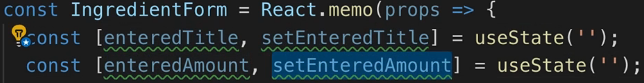 const IngredientForm = React.memo(props => {
const [enteredTitle, setEnteredTitle] = useState('');
const [enteredAmount, setEnteredAmount] = useState('');